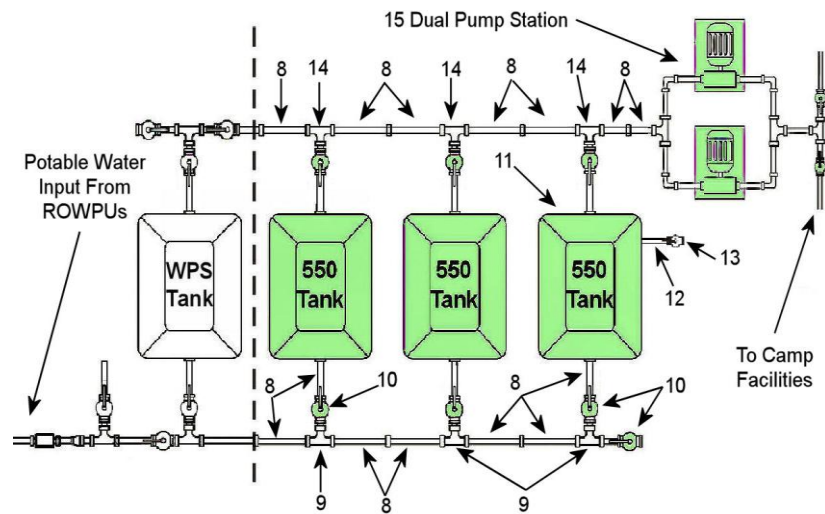 15 Dual Pump Station
8
14
8
14
8
14
8
Potable Water
Input From
ROWPUs
11
WPS
Tank
550
Tank
550
Tank
550
Tank
13
12
To Camp
Facilities
8
10
8
10
9
8
9